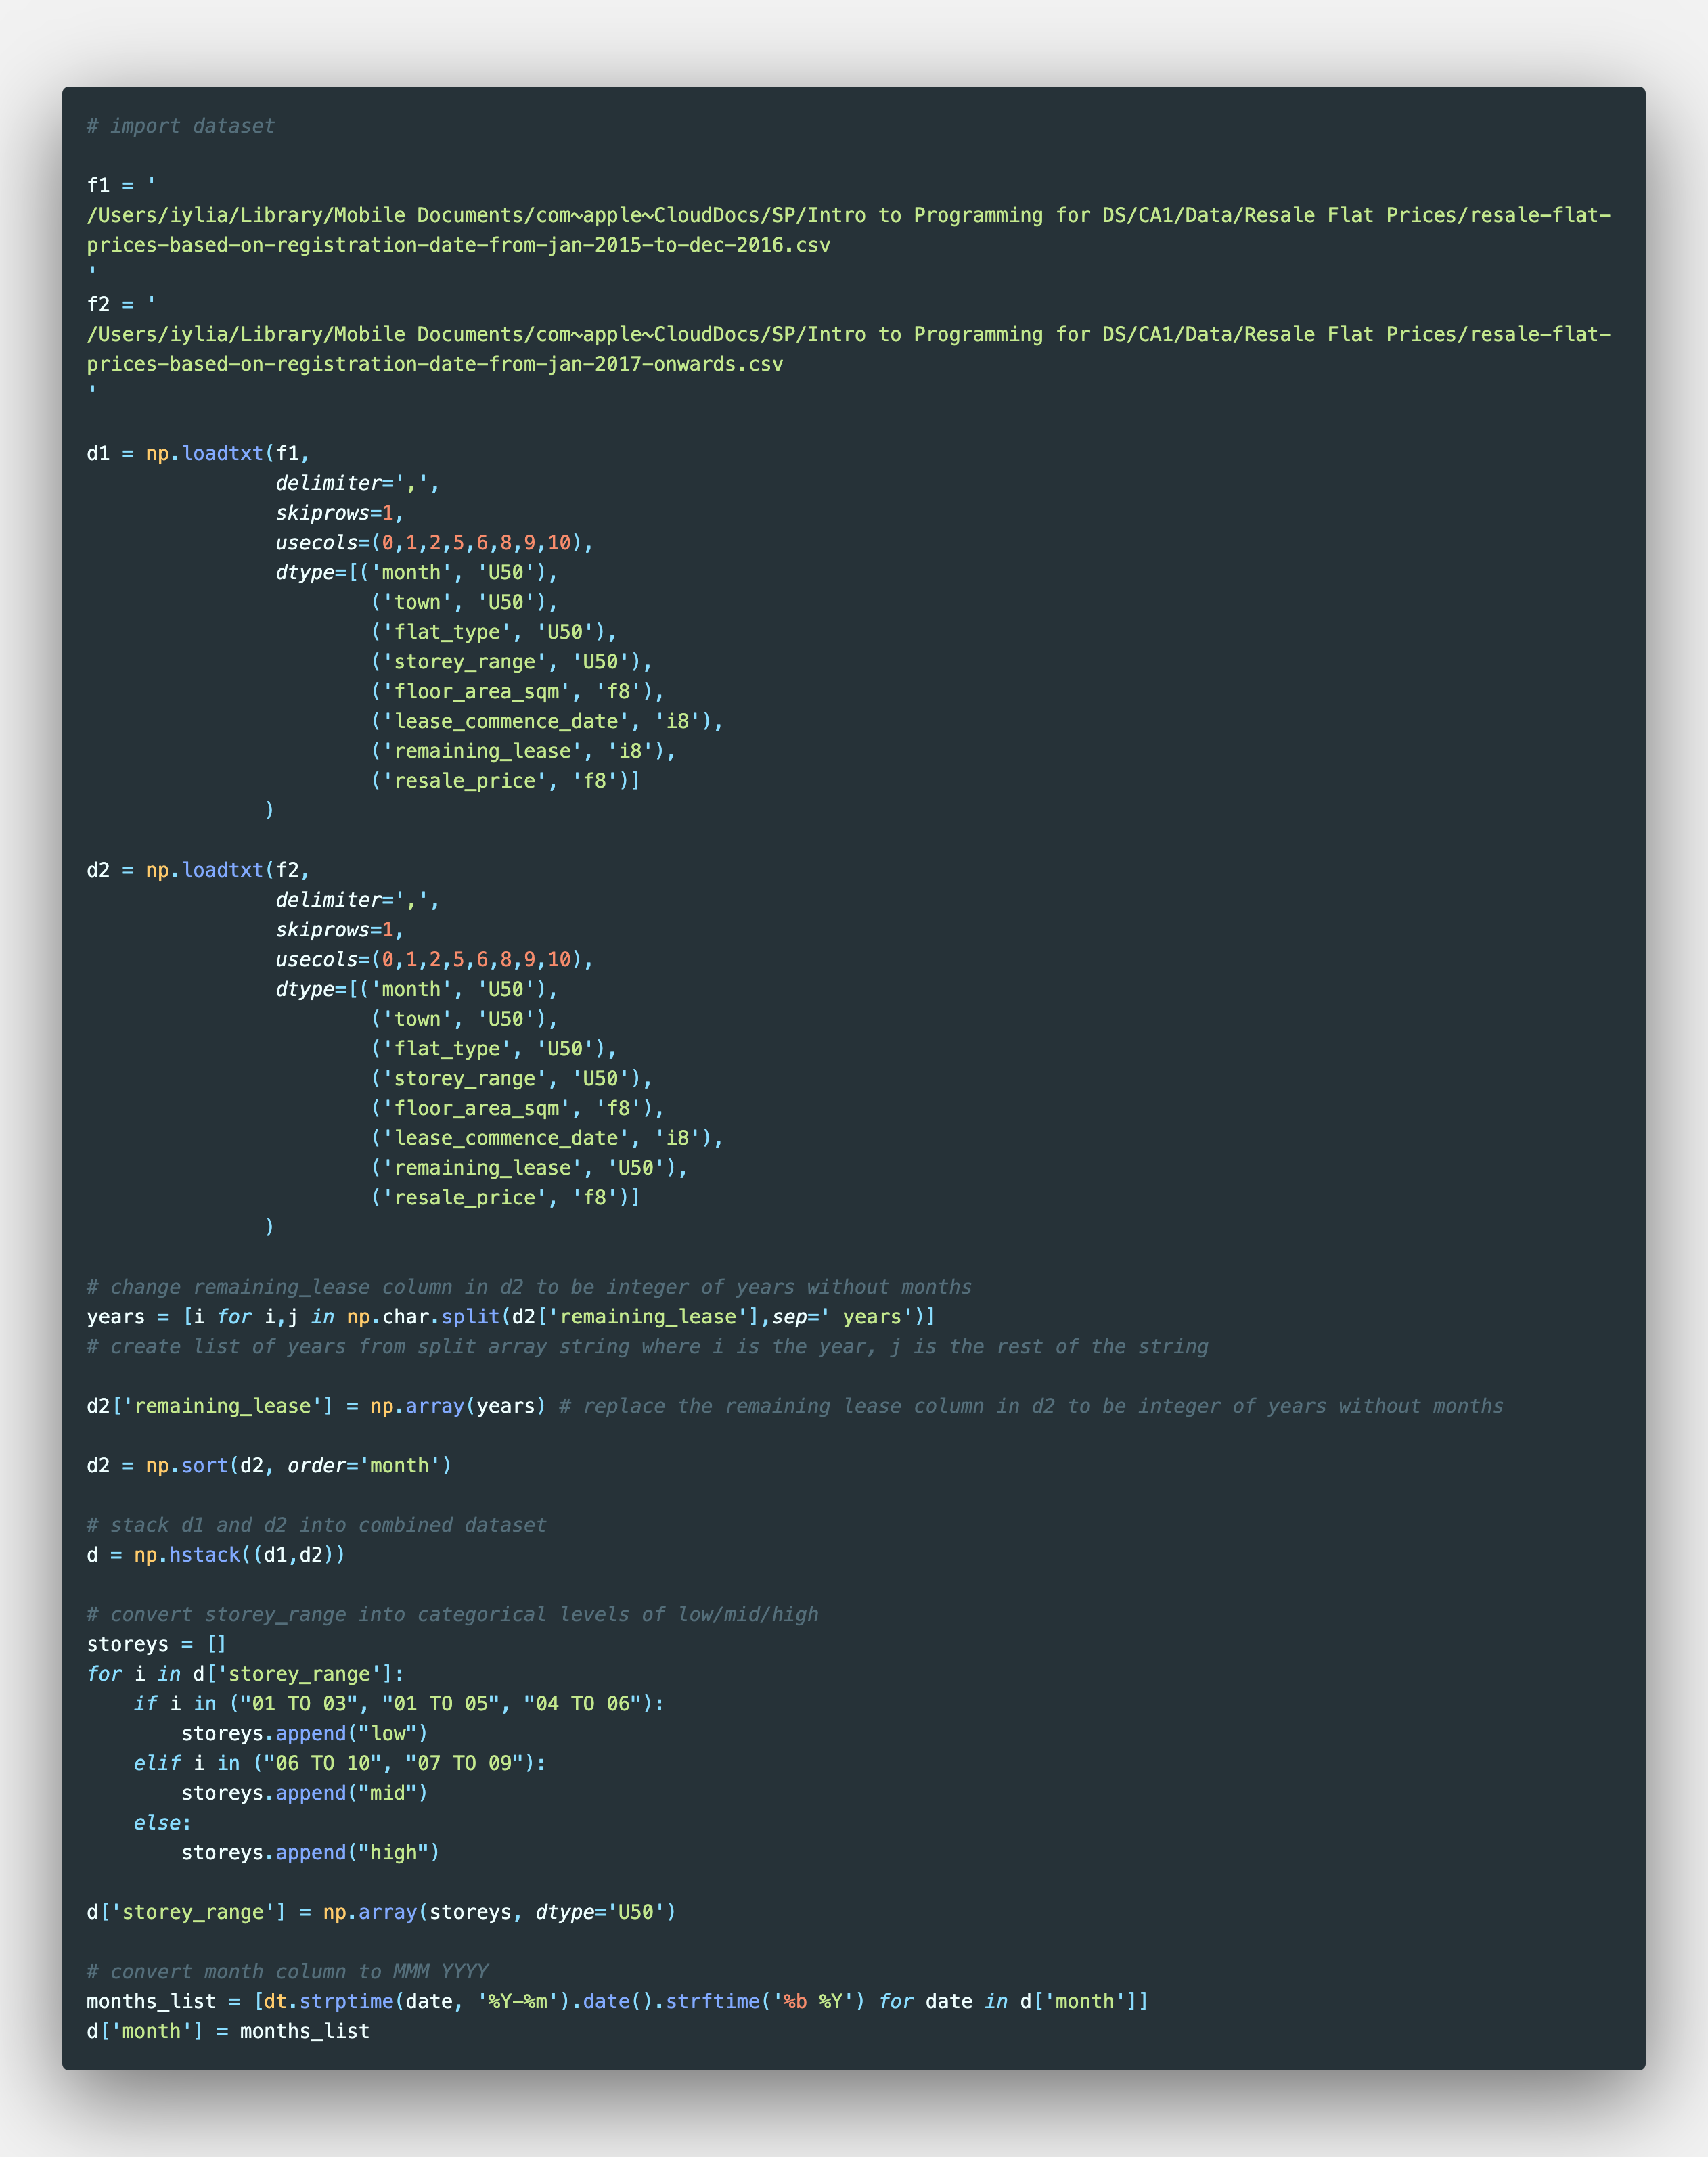 # import dataset

f1 = '
/Users/iylia/Library/Mobile Documents/com~apple~CloudDocs/SP/Intro to Programming for DS/CA1/Data/Resale Flat Prices/resale-flat-
prices-based-on-registration-date-from-jan-2015-to-dec-2016.csv
'
f2 = '
/Users/iylia/Library/Mobile Documents/com~apple~CloudDocs/SP/Intro to Programming for DS/CA1/Data/Resale Flat Prices/resale-flat-
prices-based-on-registration-date-from-jan-2017-onwards.csv
'

d1 = np.loadtxt(f1,
                delimiter=',',
                skiprows=1,
                usecols=(0,1,2,5,6,8,9,10),
                dtype=[('month', 'U50'),
                        ('town', 'U50'),
                        ('flat_type', 'U50'),
                        ('storey_range', 'U50'),
                        ('floor_area_sqm', 'f8'),
                        ('lease_commence_date', 'i8'),
                        ('remaining_lease', 'i8'),
                        ('resale_price', 'f8')]
               )

d2 = np.loadtxt(f2,
                delimiter=',',
                skiprows=1,
                usecols=(0,1,2,5,6,8,9,10),
                dtype=[('month', 'U50'),
                        ('town', 'U50'),
                        ('flat_type', 'U50'),
                        ('storey_range', 'U50'),
                        ('floor_area_sqm', 'f8'),
                        ('lease_commence_date', 'i8'),
                        ('remaining_lease', 'U50'),
                        ('resale_price', 'f8')]
               )

# change remaining_lease column in d2 to be integer of years without months
years = [i for i,j in np.char.split(d2['remaining_lease'],sep=' years')]
# create list of years from split array string where i is the year, j is the rest of the string

d2['remaining_lease'] = np.array(years) # replace the remaining lease column in d2 to be integer of years without months

d2 = np.sort(d2, order='month')

# stack d1 and d2 into combined dataset
d = np.hstack((d1,d2))

# convert storey_range into categorical levels of low/mid/high
storeys = []
for i in d['storey_range']:
    if i in ("01 TO 03", "01 TO 05", "04 TO 06"):
        storeys.append("low")
    elif i in ("06 TO 10", "07 TO 09"):
        storeys.append("mid")
    else:
        storeys.append("high")

d['storey_range'] = np.array(storeys, dtype='U50')

# convert month column to MMM YYYY
months_list = [dt.strptime(date, '%Y-%m').date().strftime('%b %Y') for date in d['month']]
d['month'] = months_list